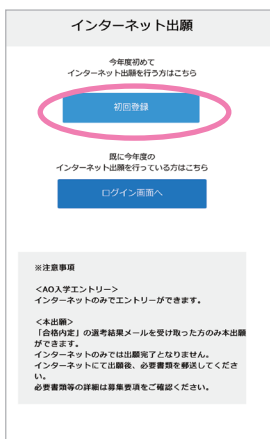 インターネット出願
今年度初めて
インターネット出願を行う方はこちら
初回登録
既に今年度の
インターネット出願を行っている方はこちら
ログイン画面へ
※注意事項
<AO入学エントリー>
インターネットのみでエントリーができます。
<本出願>
「合格内定」の選考結果メールを受け取った方のみ本出願
ができます。
インターネットのみでは出願完了となりません。
インターネットにて出願後、必要書類を郵送してくださ
い。
必要書類等の詳細は募集要項をご確認ください。